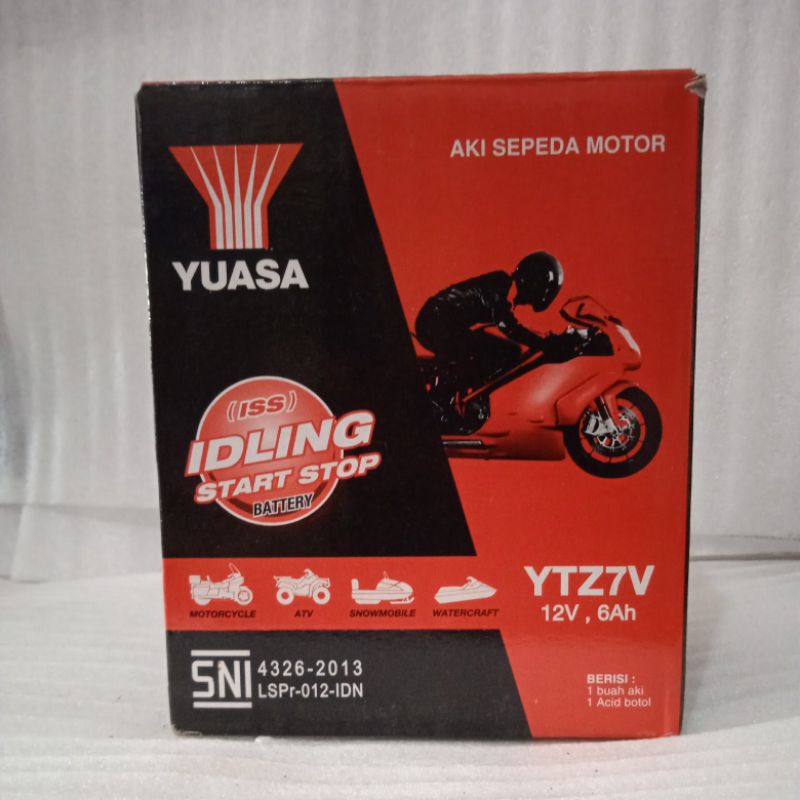 AKI SEPEDA MOTOR
YUASA
(ISS)
IDLING
START STOP
BATTERY
YTZ7V
12V , 6Ah
MOTORCYCLE
ATV
SNOWMOBILE
WATERCRAFT
SNI
4326-2013
LSPr-012-IDN
BERISI :
1 buah aki
1 Acid botol